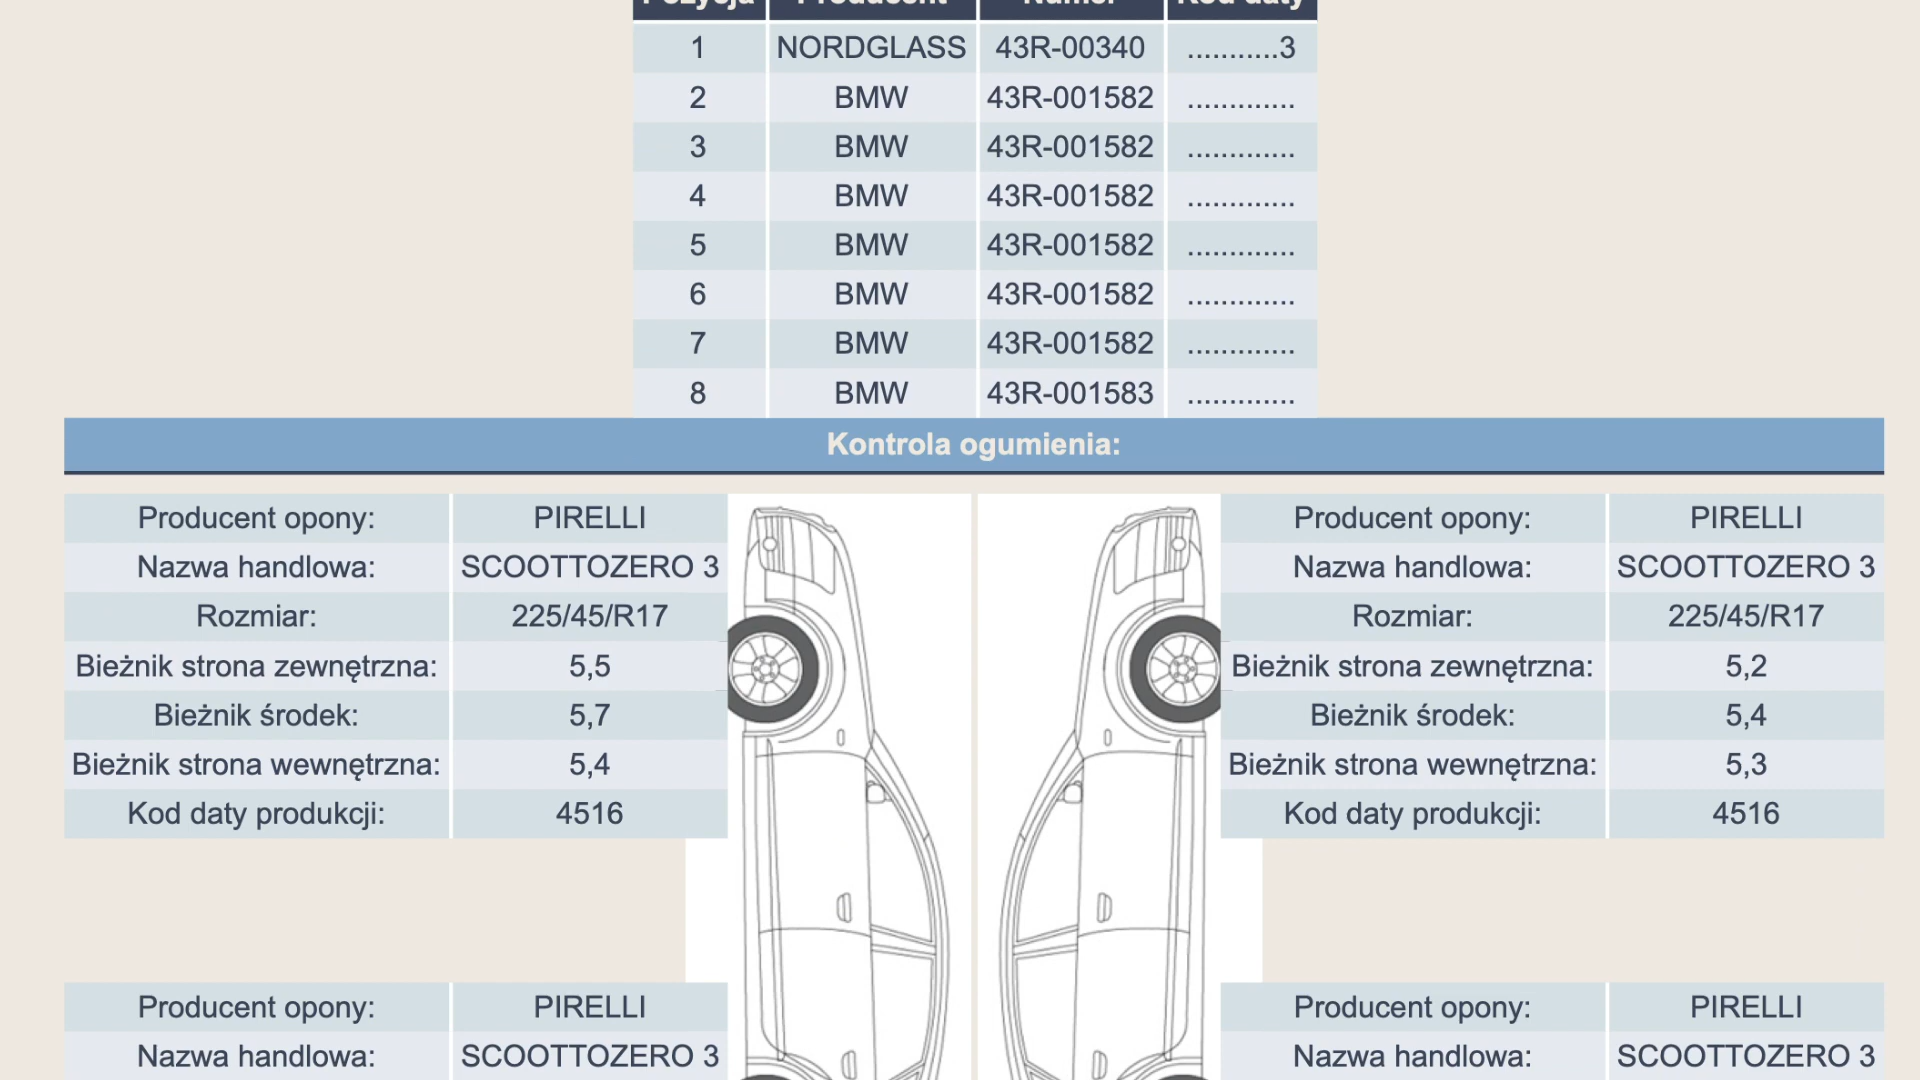 Pozycja Producent Numer Kod daty
1 NORDGLASS 43R-00340 ...........3
2 BMW 43R-001582 .............
3 BMW 43R-001582 .............
4 BMW 43R-001582 .............
5 BMW 43R-001582 .............
6 BMW 43R-001582 .............
7 BMW 43R-001582 .............
8 BMW 43R-001583 .............
Kontrola ogumienia:
Producent opony: PIRELLI
Nazwa handlowa: SCOOTTOZERO 3
Rozmiar: 225/45/R17
Bieżnik strona zewnętrzna: 5,5
Bieżnik środek: 5,7
Bieżnik strona wewnętrzna: 5,4
Kod daty produkcji: 4516
Producent opony: PIRELLI
Nazwa handlowa: SCOOTTOZERO 3
Rozmiar: 225/45/R17
Bieżnik strona zewnętrzna: 5,2
Bieżnik środek: 5,4
Bieżnik strona wewnętrzna: 5,3
Kod daty produkcji: 4516
Producent opony: PIRELLI
Nazwa handlowa: SCOOTTOZERO 3
Producent opony: PIRELLI
Nazwa handlowa: SCOOTTOZERO 3